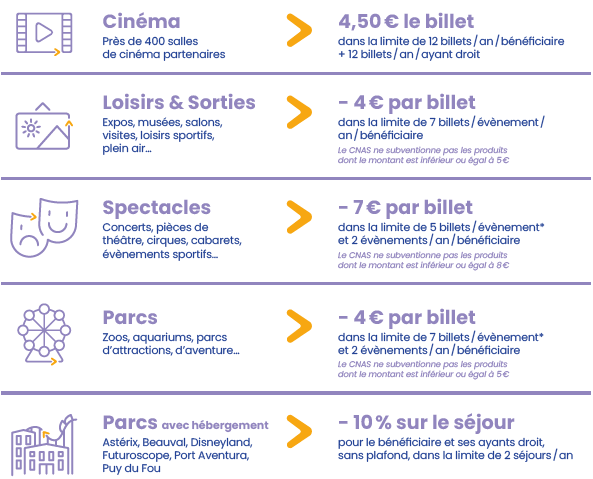 Cinéma
Près de 400 salles
de cinéma partenaires
4,50 € le billet
dans la limite de 12 billets / an / bénéficiaire
+ 12 billets / an / ayant droit
Loisirs & Sorties
Expos, musées, salons,
visites, loisirs sportifs,
plein air...
- 4 € par billet
dans la limite de 7 billets / évènement /
an / bénéficiaire
Le CNAS ne subventionne pas les produits
dont le montant est inférieur ou égal à 5 €
Spectacles
Concerts, pièces de
théâtre, cirques, cabarets,
évènements sportifs...
- 7 € par billet
dans la limite de 5 billets / évènement*
et 2 évènements / an / bénéficiaire
Le CNAS ne subventionne pas les produits
dont le montant est inférieur ou égal à 8 €
Parcs
Zoos, aquariums, parcs
d’attractions, d’aventure...
- 4 € par billet
dans la limite de 7 billets / évènement*
et 2 évènements / an / bénéficiaire
Le CNAS ne subventionne pas les produits
dont le montant est inférieur ou égal à 5 €
Parcs avec hébergement
Astérix, Beauval, Disneyland,
Futuroscope, Port Aventura,
Puy du Fou
- 10 % sur le séjour
pour le bénéficiaire et ses ayants droit,
sans plafond, dans la limite de 2 séjours / an